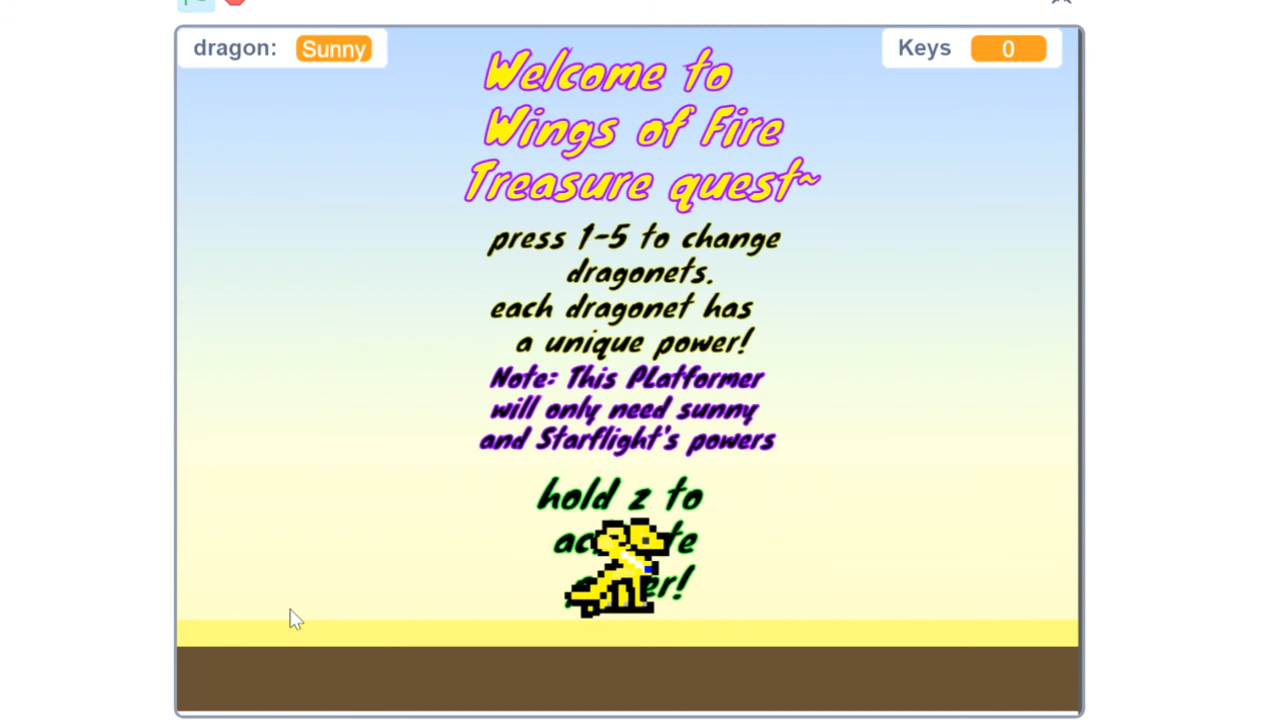 dragon: Sunny
Keys 0
Welcome to
Wings of Fire
Treasure quest~
press 1-5 to change
dragonets.
each dragonet has
a unique power!
Note: This PLatformer
will only need sunny
and Starflight's powers
hold z to